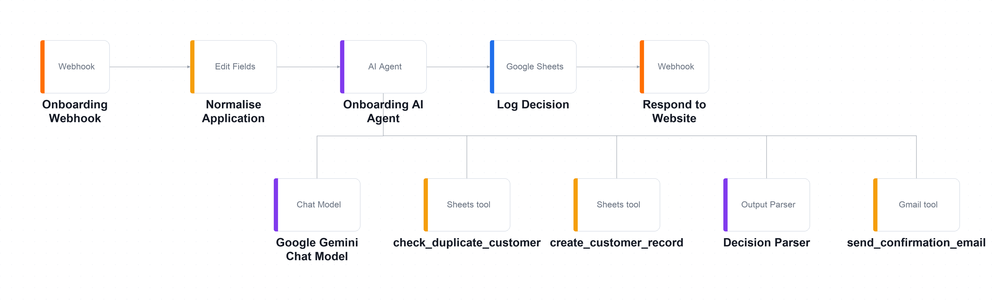 Webhook
Edit Fields
AI Agent
Google Sheets
Webhook
Onboarding
Webhook
Normalise
Application
Onboarding AI
Agent
Log Decision
Respond to
Website
Chat Model
Sheets tool
Sheets tool
Output Parser
Gmail tool
Google Gemini
Chat Model
check_duplicate_customer
create_customer_record
Decision Parser
send_confirmation_email